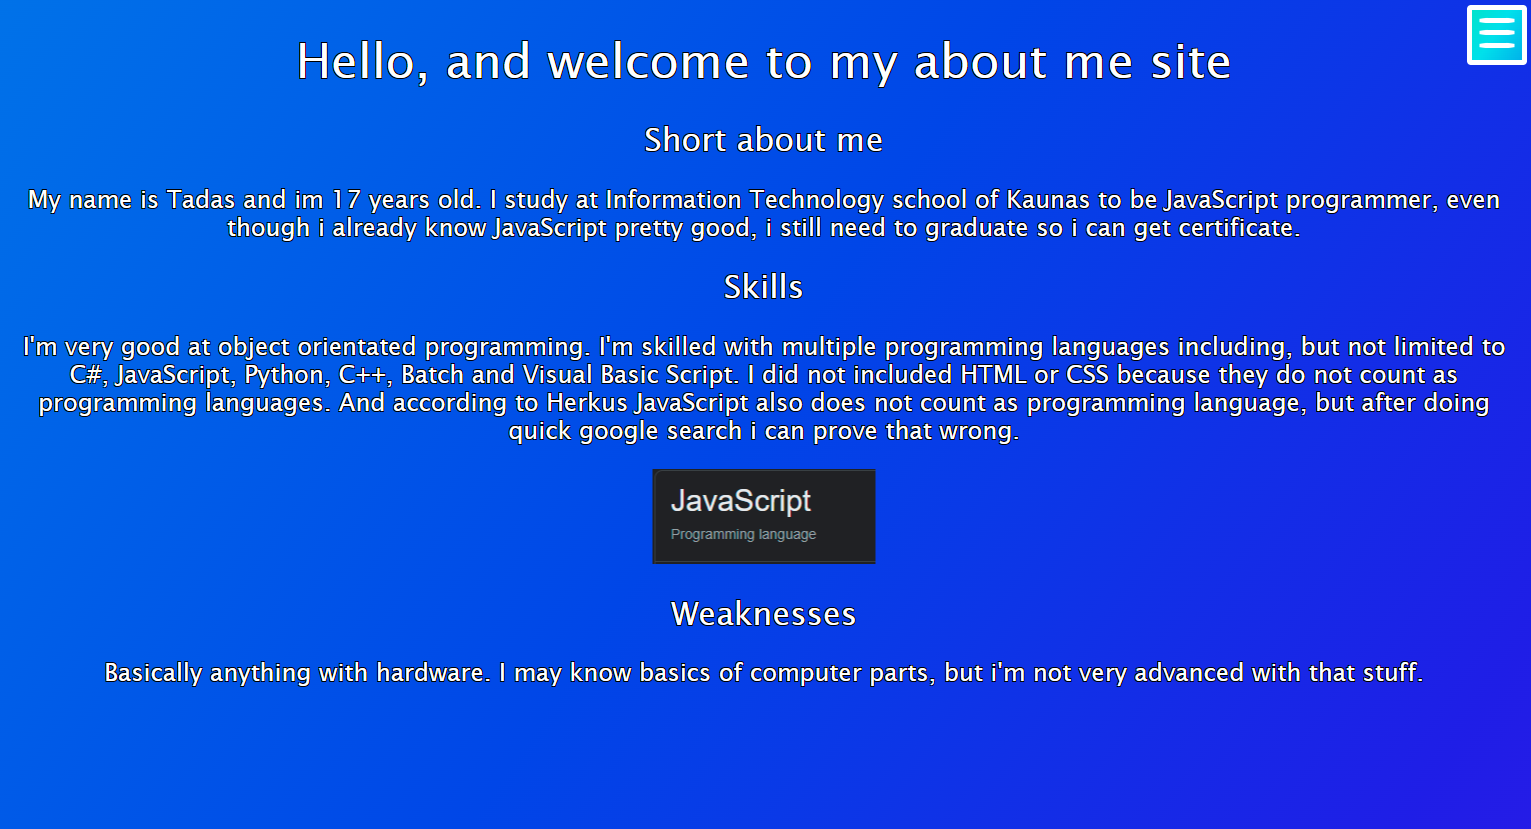 Hello, and welcome to my about me site
Short about me
My name is Tadas and im 17 years old. I study at Information Technology school of Kaunas to be JavaScript programmer, even
though i already know JavaScript pretty good, i still need to graduate so i can get certificate.
Skills
I'm very good at object orientated programming. I'm skilled with multiple programming languages including, but not limited to
C#, JavaScript, Python, C++, Batch and Visual Basic Script. I did not included HTML or CSS because they do not count as
programming languages. And according to Herkus JavaScript also does not count as programming language, but after doing
quick google search i can prove that wrong.
JavaScript
Programming language
Weaknesses
Basically anything with hardware. I may know basics of computer parts, but i'm not very advanced with that stuff.